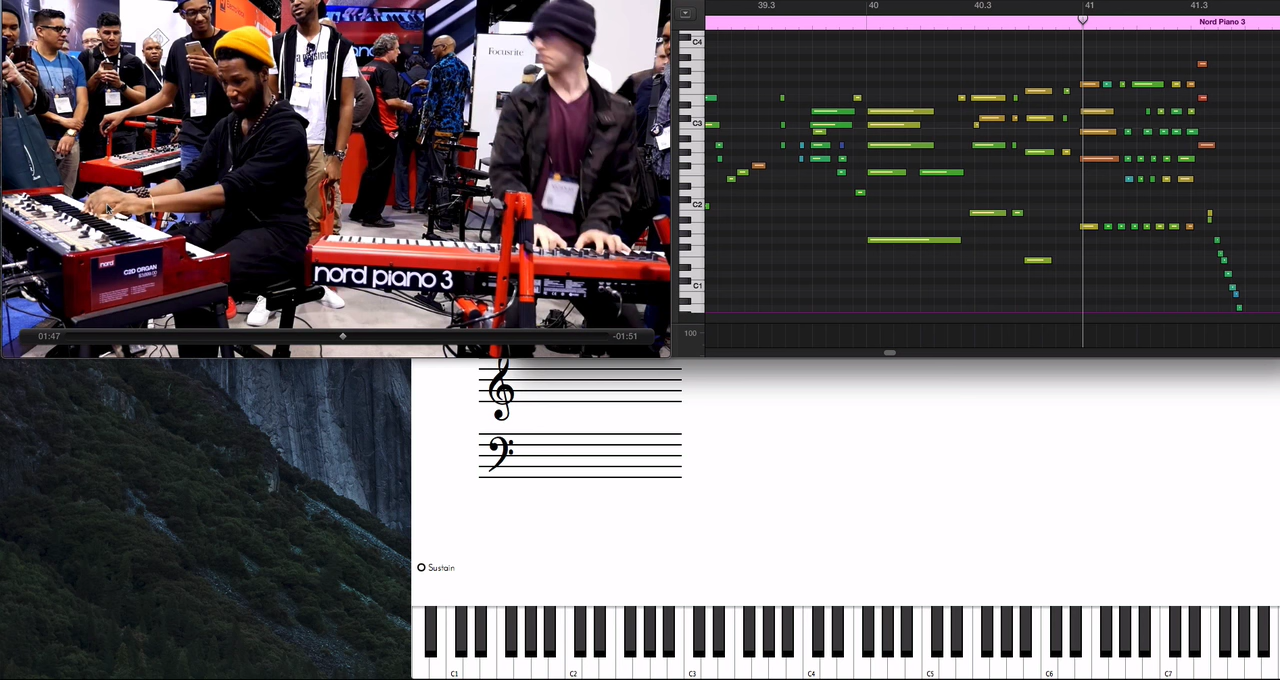 39.3
40
40.3
41
41.3
Nord Piano 3
C4
C3
C2
C1
100
Focusrite
nord
C2D ORGAN
nord piano 3
01:47
-01:51
Sustain
C1
C2
C3
C4
C5
C6
C7